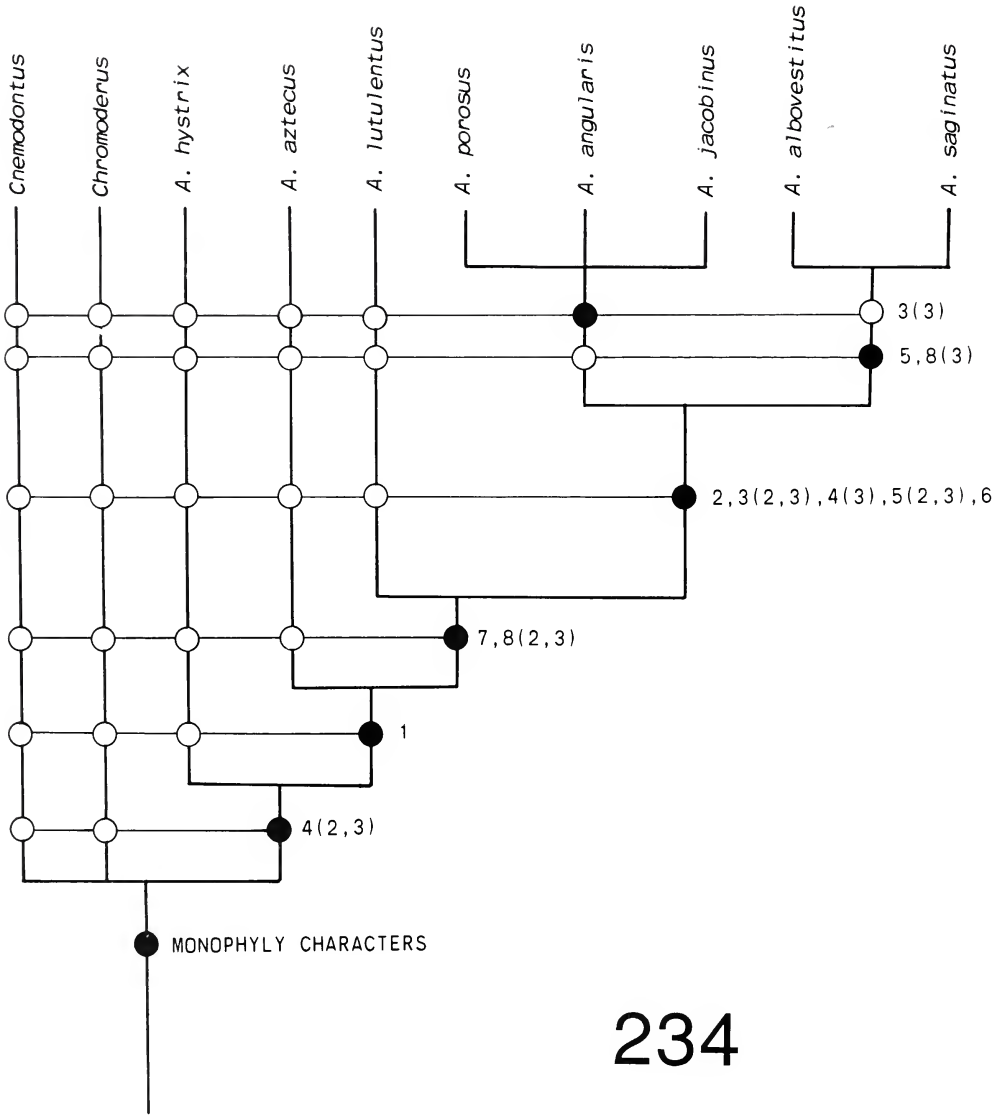 Cnemodontus
Chromoderus
A. hystrix
A. aztecus
A. lutulentus
A. porosus
A. angularis
A. jacobinus
A. albovestitus
A. saginatus
3(3)
5,8(3)
2,3(2,3),4(3),5(2,3),6
7,8(2,3)
1
4(2,3)
MONOPHYLY CHARACTERS
234